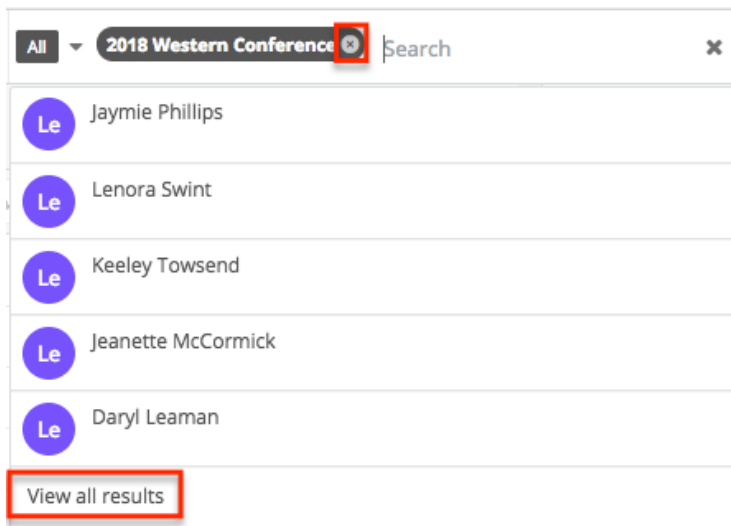 All 2018 Western Conference Search
Le Jaymie Phillips
Le Lenora Swint
Le Keeley Towsend
Le Jeanette McCormick
Le Daryl Leaman
View all results